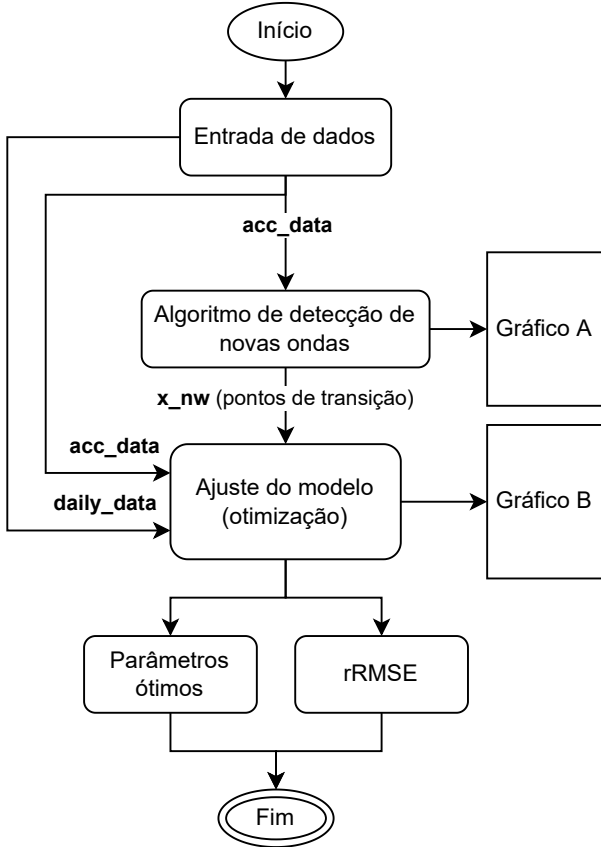 Início
Entrada de dados
acc_data
Algoritmo de detecção de
novas ondas
Gráfico A
x_nw (pontos de transição)
acc_data
daily_data
Ajuste do modelo
(otimização)
Gráfico B
Parâmetros
ótimos
rRMSE
Fim